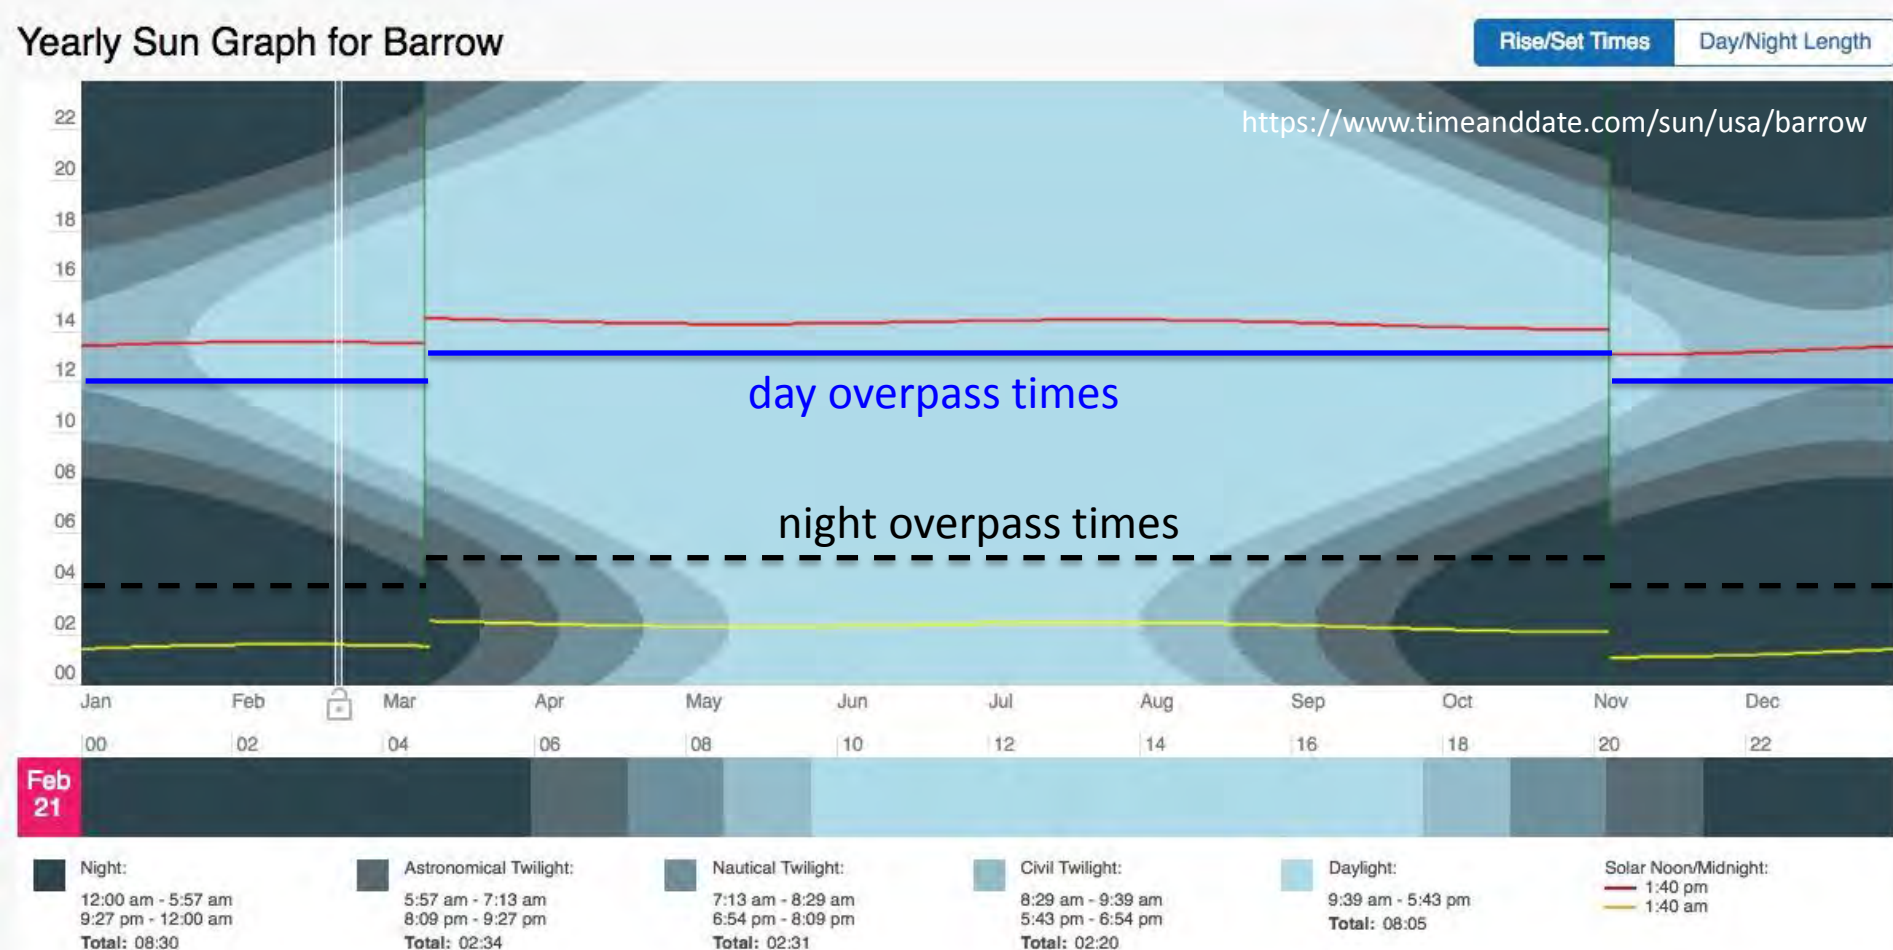 Yearly Sun Graph for Barrow
Rise/Set Times
Day/Night Length
https://www.timeanddate.com/sun/usa/barrow
22
20
18
16
14
12
10
08
06
04
02
00
day overpass times
night overpass times
Jan Feb Mar Apr May Jun Jul Aug Sep Oct Nov Dec
00 02 04 06 08 10 12 14 16 18 20 22
Feb
21
Night:
12:00 am - 5:57 am
9:27 pm - 12:00 am
Total: 08:30
Astronomical Twilight:
5:57 am - 7:13 am
8:09 pm - 9:27 pm
Total: 02:34
Nautical Twilight:
7:13 am - 8:29 am
6:54 pm - 8:09 pm
Total: 02:31
Civil Twilight:
8:29 am - 9:39 am
5:43 pm - 6:54 pm
Total: 02:20
Daylight:
9:39 am - 5:43 pm
Total: 08:05
Solar Noon/Midnight:
1:40 pm
1:40 am